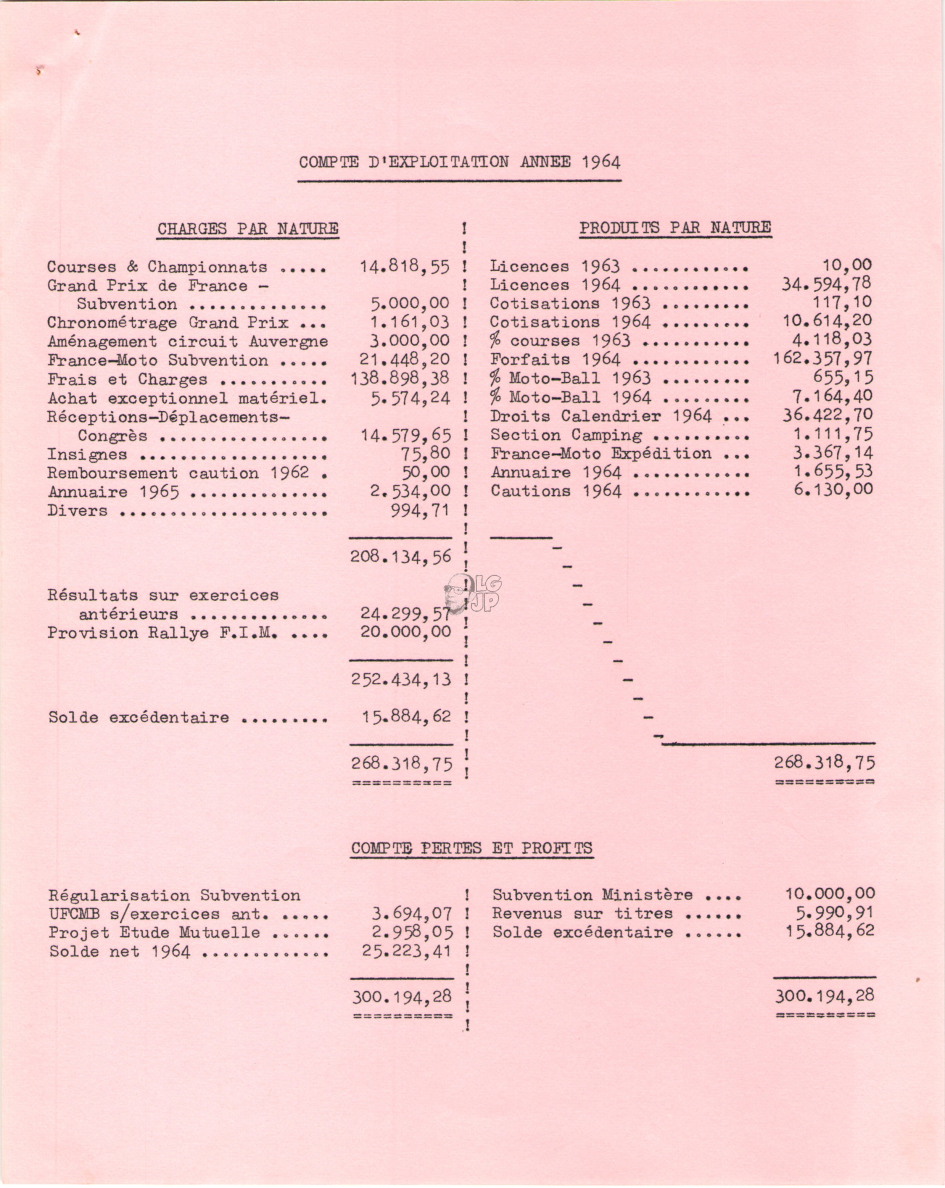 COMPTE D'EXPLOITATION ANNEE 1964
CHARGES PAR NATURE ! PRODUITS PAR NATURE
Courses & Championnats ..... 14.818,55 ! Licences 1963 ............ 10,00
Grand Prix de France - ! Licences 1964 ............ 34.594,78
Subvention .............. 5.000,00 ! Cotisations 1963 ......... 117,10
Chronométrage Grand Prix ... 1.161,03 ! Cotisations 1964 ......... 10.614,20
Aménagement circuit Auvergne 3.000,00 ! % courses 1963 ........... 4.118,03
France-Moto Subvention ..... 21.448,20 ! Forfaits 1964 ............ 162.357,97
Frais et Charges ........... 138.898,38 ! % Moto-Ball 1963 ......... 655,15
Achat exceptionnel matériel. 5.574,24 ! % Moto-Ball 1964 ......... 7.164,40
Réceptions-Déplacements- ! Droits Calendrier 1964 ... 36.422,70
Congrès ................. 14.579,65 ! Section Camping .......... 1.111,75
Insignes ................... 75,80 ! France-Moto Expédition ... 3.367,14
Remboursement caution 1962 . 50,00 ! Annuaire 1964 ............ 1.655,53
Annuaire 1965 .............. 2.534,00 ! Cautions 1964 ............ 6.130,00
Divers ..................... 994,71 !
208.134,56 !
LG
JP
Résultats sur exercices
antérieurs .............. 24.299,57
Provision Rallye F.I.M. .... 20.000,00 !
252.434,13 !
Solde excédentaire ......... 15.884,62 !
268.318,75 ! 268.318,75
========== ==========
COMPTE PERTES ET PROFITS
Régularisation Subvention ! Subvention Ministère .... 10.000,00
UFCMB s/exercices ant. ..... 3.694,07 ! Revenus sur titres ...... 5.990,91
Projet Etude Mutuelle ...... 2.958,05 ! Solde excédentaire ...... 15.884,62
Solde net 1964 ............. 25.223,41 !
300.194,28 ! 300.194,28
========== ==========